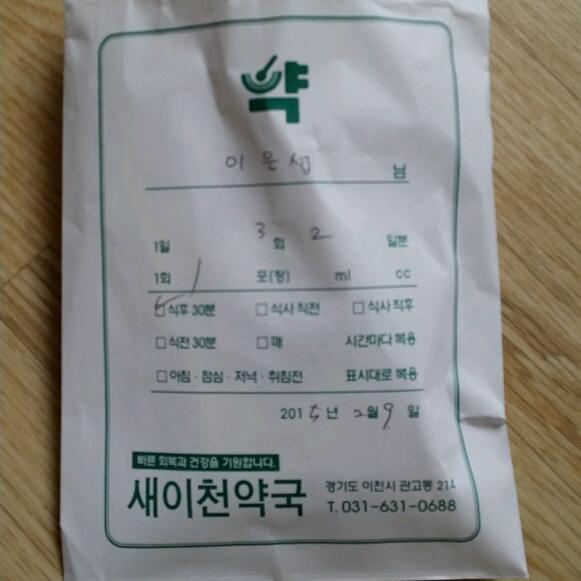 약
이은섭 님
1일 3회 2 일분
1회 1 포(정) ml cc
☑식후 30분 □식사 직전 □식사 직후
□식전 30분 □매 시간마다 복용
□아침·점심·저녁·취침전 표시대로 복용
2015년 2월 9일
빠른 회복과 건강을 기원합니다.
새이천약국
경기도 이천시 관고동 214
T. 031-631-0688